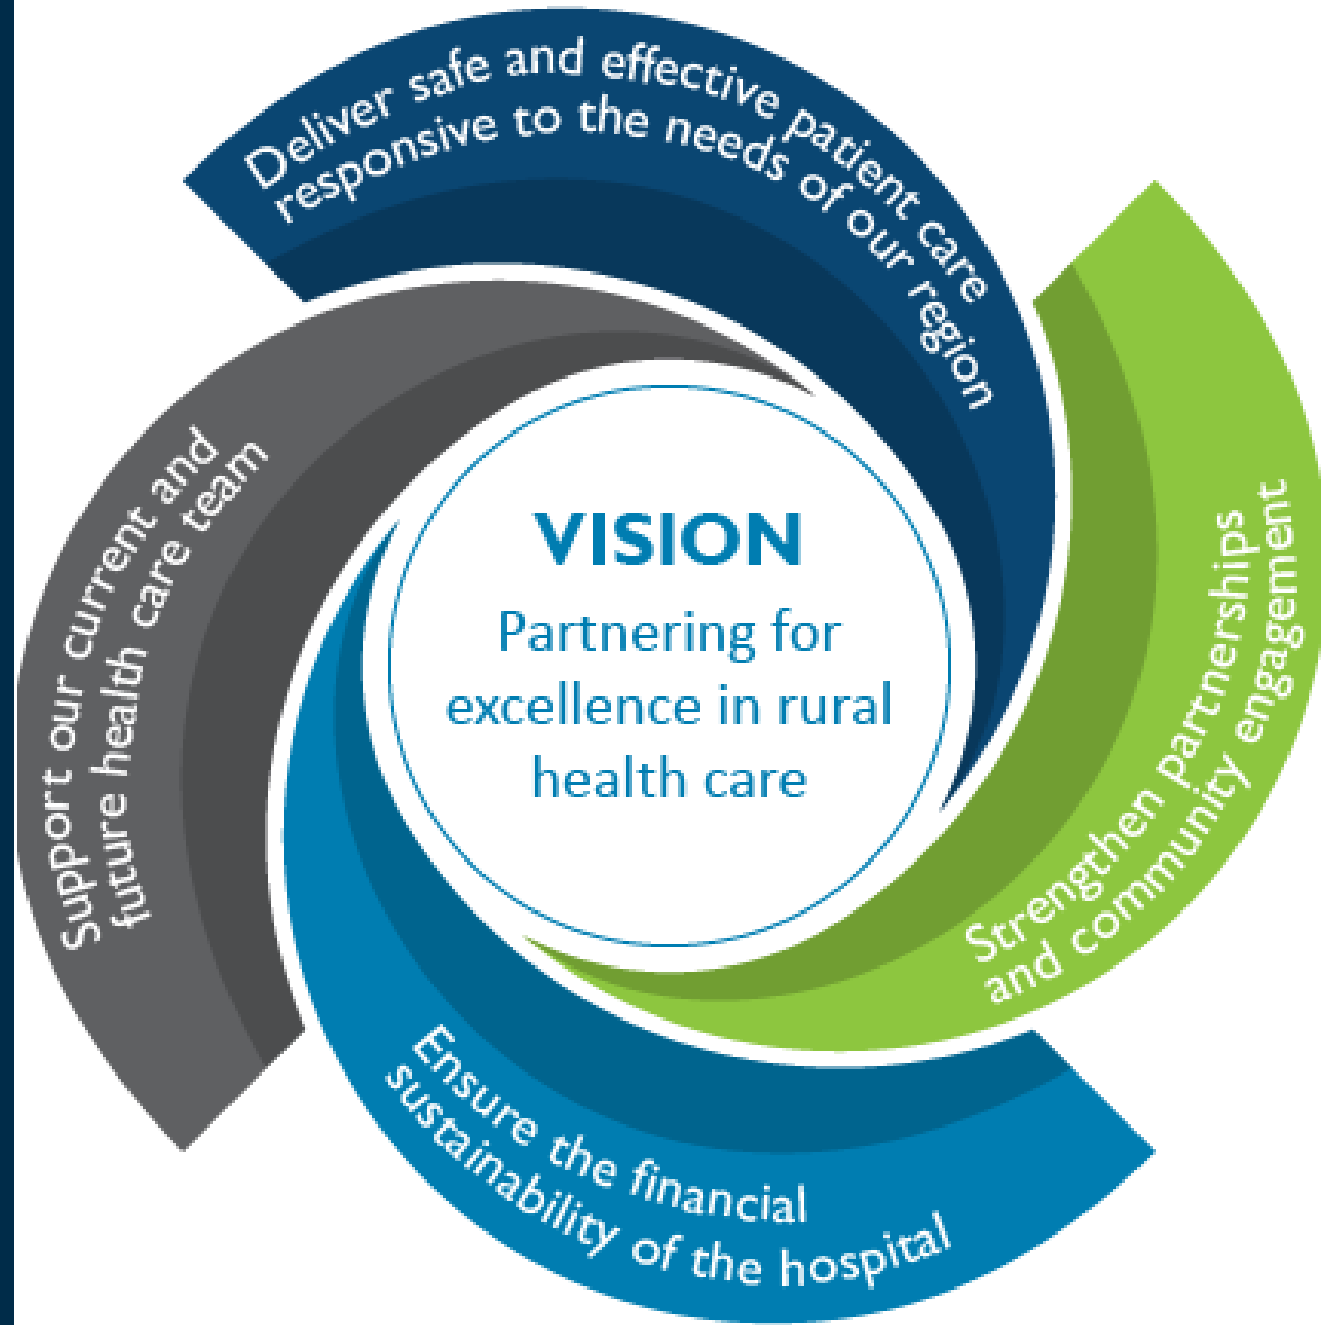 Deliver safe and effective patient care
responsive to the needs of our region
Strengthen partnerships
and community engagement
Ensure the financial
sustainability of the hospital
Support our current and
future health care team
VISION
Partnering for
excellence in rural
health care